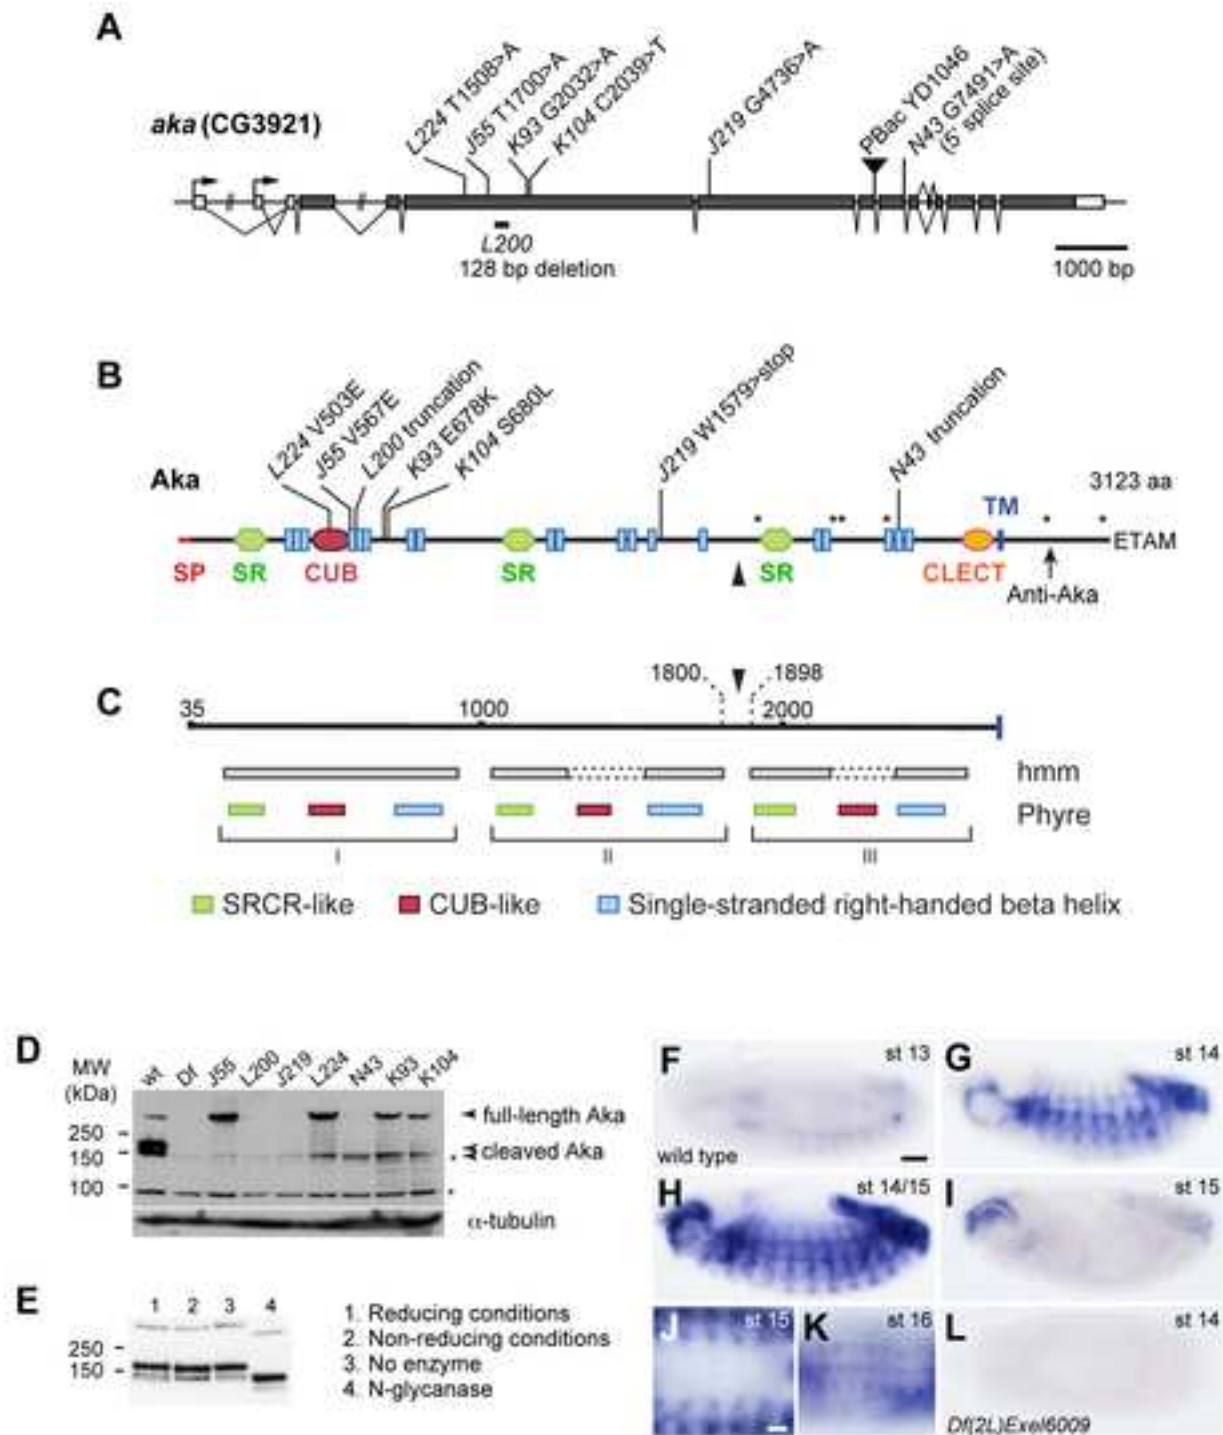 A
aka (CG3921)
L224 T1508>A
J55 T1700>A
K93 G2032>A
K104 C2039>T
J219 G4736>A
PBac YD1046
N43 G7491>A
(5' splice site)
L200
128 bp deletion
1000 bp
B
Aka
L224 V503E
J55 V567E
L200 truncation
K93 E678K
K104 S680L
J219 W1579>stop
N43 truncation
3123 aa
TM
* ** * * *
ETAM
SP SR CUB SR SR CLECT
Anti-Aka
C
1800 1898
35 1000 2000
hmm
Phyre
I II III
SRCR-like CUB-like Single-stranded right-handed beta helix
D
MW
(kDa)
wt Df J55 L200 J219 L224 N43 K93 K104
full-length Aka
250
cleaved Aka
150 *
100 *
α-tubulin
E
1 2 3 4
250
150
1. Reducing conditions
2. Non-reducing conditions
3. No enzyme
4. N-glycanase
F st 13
wild type
G st 14
H st 14/15
I st 15
J st 15
K st 16
L st 14
Df(2L)Exel6009